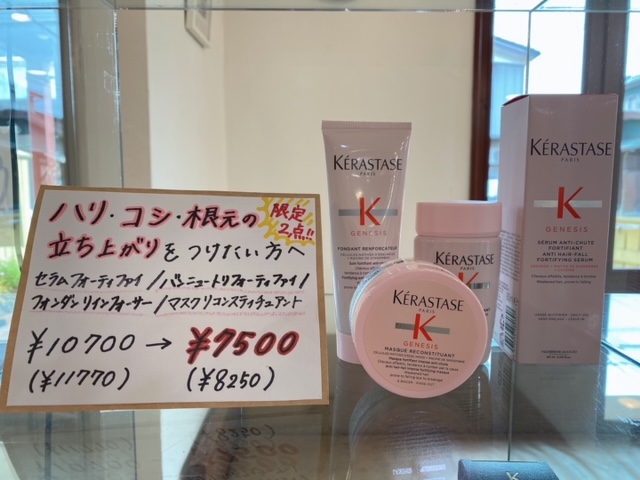 ハリ・コシ・根元の
限定
2点!!
立ち上がりをつけたい方へ
セラムフォーティファイ/バンニュートリフォーティファイ/
フォンダンリインフォーサー/マスクリコンスティチュアント
¥10700→¥7500
(¥11770) (¥8250)
KÉRASTASE
PARIS
K
GENESIS
FONDANT RENFORÇATEUR
KÉRASTASE
KÉRASTASE
PARIS
K
GENESIS
MASQUE RECONSTITUANT
KÉRASTASE
PARIS
K
GENESIS
SÉRUM ANTI-CHUTE
FORTIFIANT
ANTI HAIR-FALL
FORTIFYING SERUM